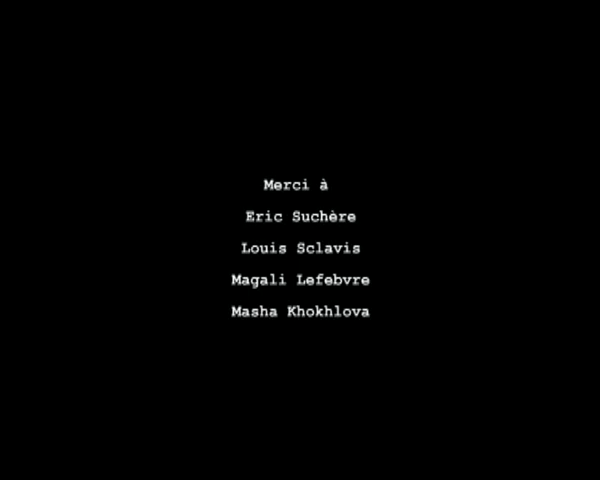 Merci à
Eric Suchère
Louis Sclavis
Magali Lefebvre
Masha Khokhlova